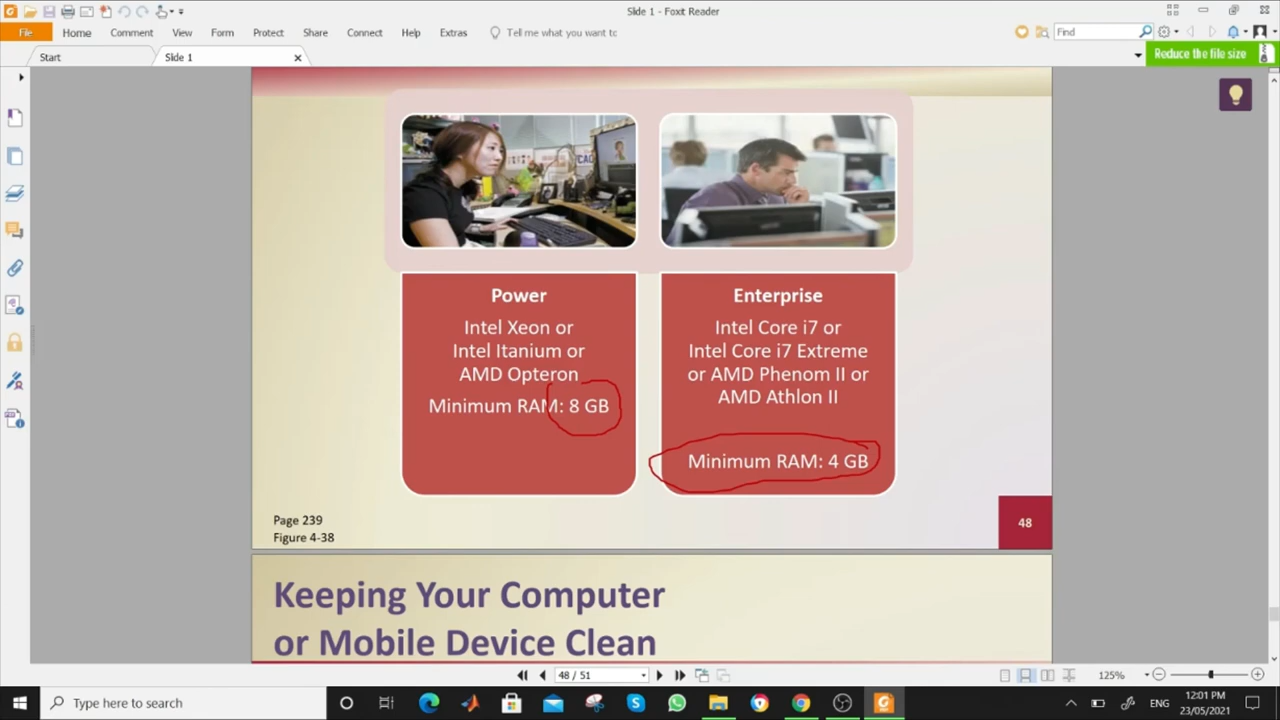 Slide 1 - Foxit Reader
File
Home
Comment
View
Form
Protect
Share
Connect
Help
Extras
Tell me what you want to
Find
Start
Slide 1
Reduce the file size
Power
Intel Xeon or
Intel Itanium or
AMD Opteron
Minimum RAM: 8 GB
Enterprise
Intel Core i7 or
Intel Core i7 Extreme
or AMD Phenom II or
AMD Athlon II
Minimum RAM: 4 GB
Page 239
Figure 4-38
48
Keeping Your Computer
or Mobile Device Clean
48 / 51
125%
Type here to search
ENG
12:01 PM
23/05/2021